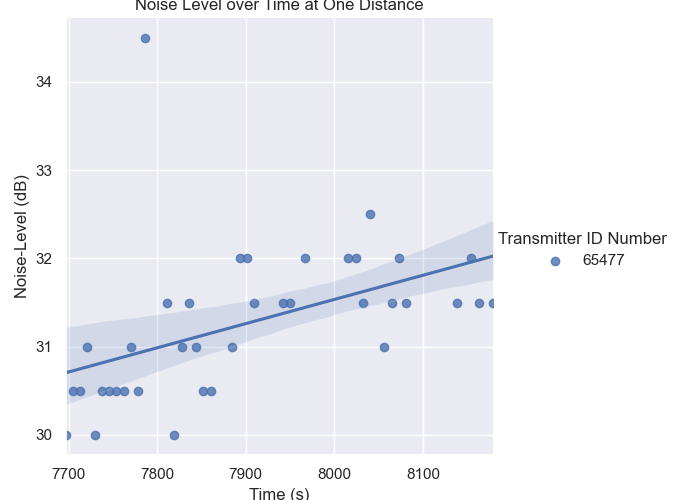 Noise Level over Time at One Distance
34
33
32
31
30
Noise-Level (dB)
7700 7800 7900 8000 8100
Time (s)
Transmitter ID Number
65477